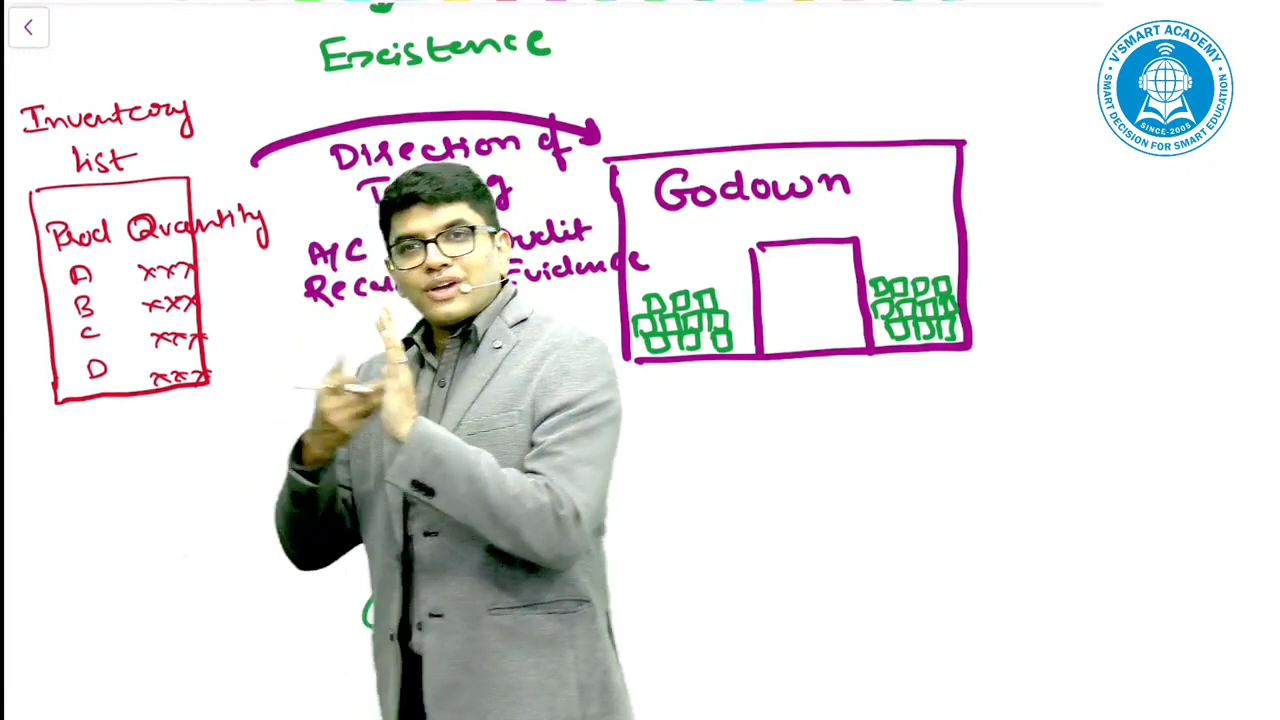 Existence
Inventory
list
Prod Quantity
A xxx
B xxx
C xxx
D xxx
Direction of
A/C
Evidence
Godown
V'SMART ACADEMY
SMART DECISION FOR SMART EDUCATION
SINCE-2005